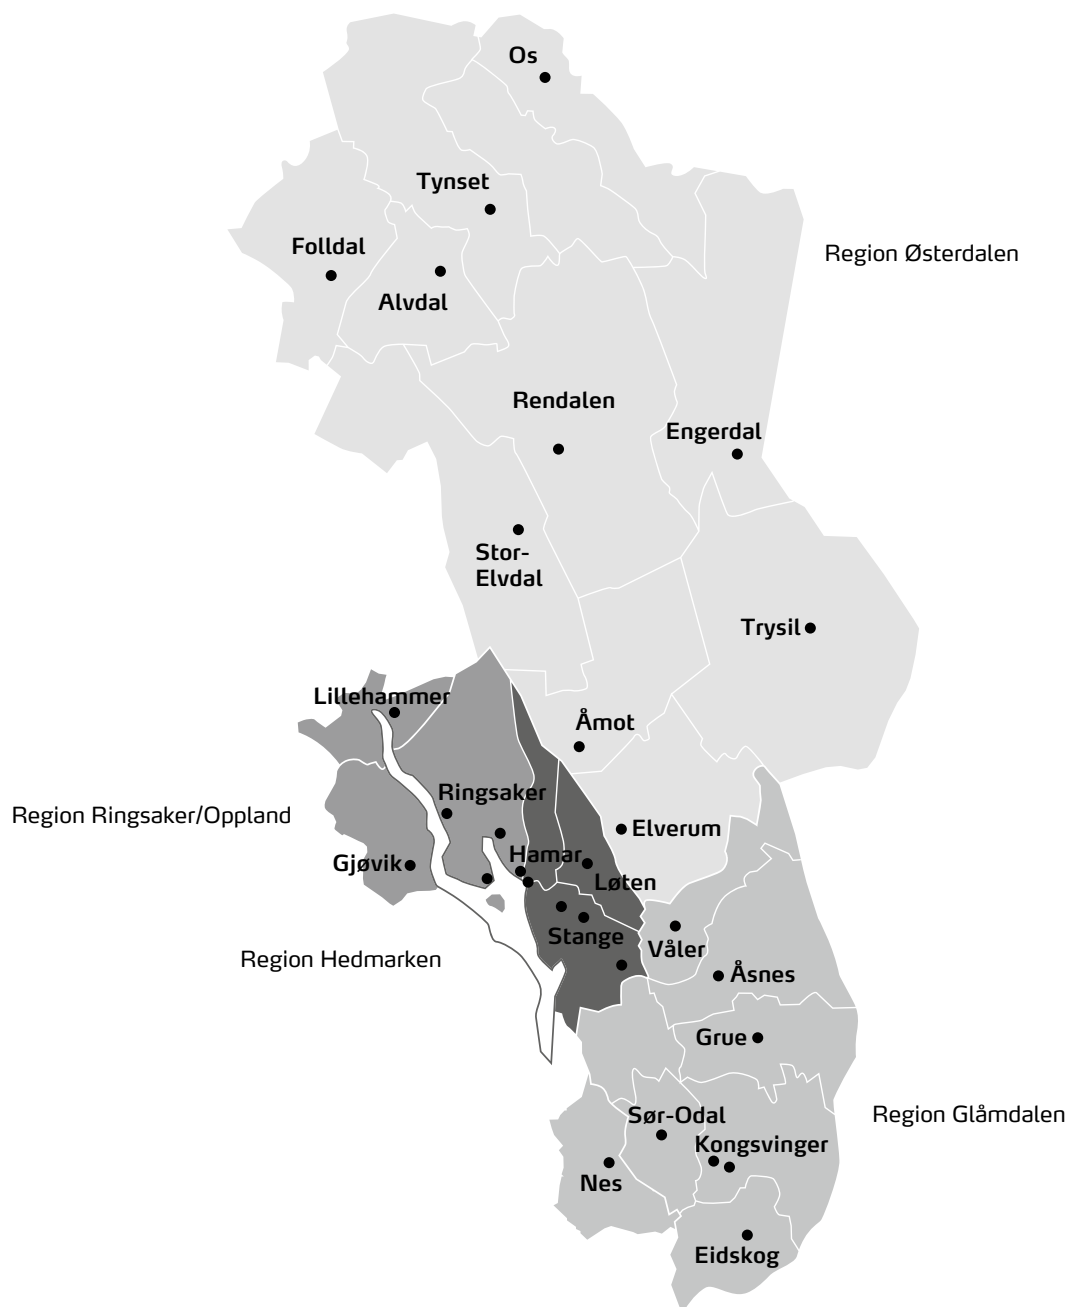 Os
Tynset
Folldal
Region Østerdalen
Alvdal
Rendalen
Engerdal
Stor-
Elvdal
Trysil
Lillehammer
Åmot
Ringsaker
Region Ringsaker/Oppland
Elverum
Hamar
Gjøvik
Løten
Stange
Våler
Region Hedmarken
Åsnes
Grue
Sør-Odal
Region Glåmdalen
Kongsvinger
Nes
Eidskog